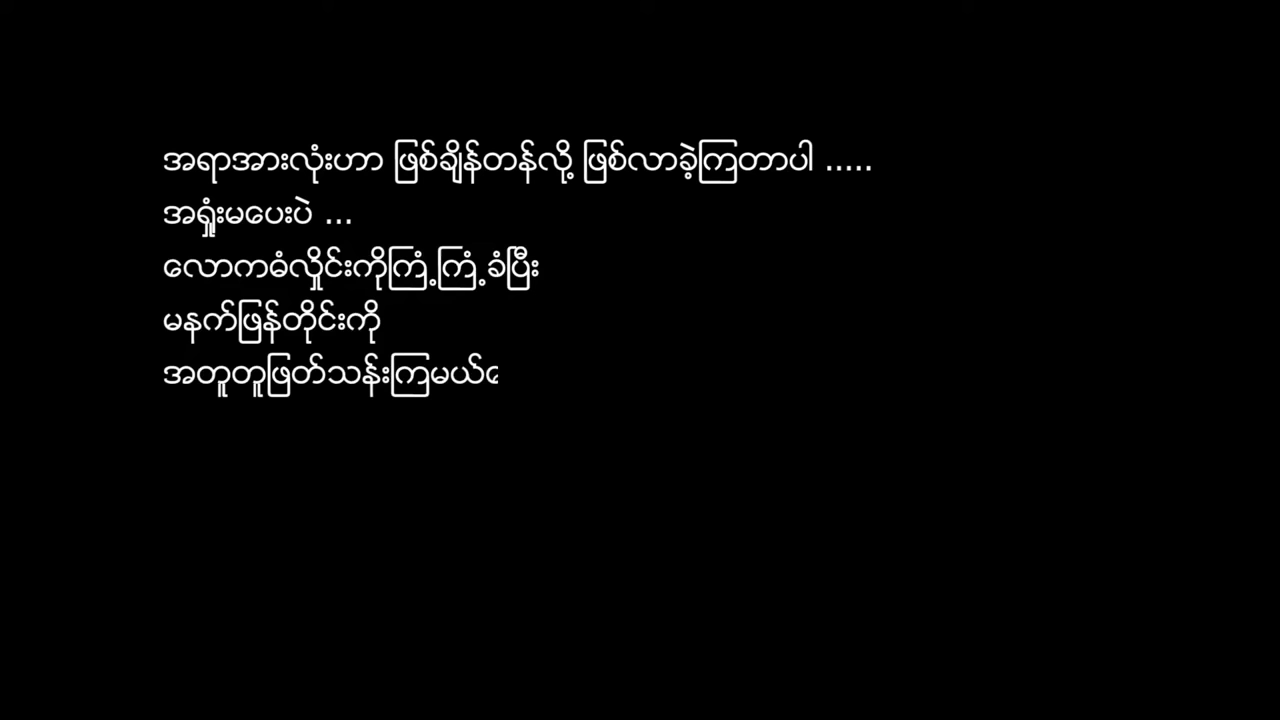 အရာအားလုံးဟာ ဖြစ်ချိန်တန်လို့ ဖြစ်လာခဲ့ကြတာပါ .....
အရှုံးမပေးပဲ ...
လောကဓံလှိုင်းကိုကြံ့ကြံ့ခံပြီး
မနက်ဖြန်တိုင်းကို
အတူတူဖြတ်သန်းကြမယ်